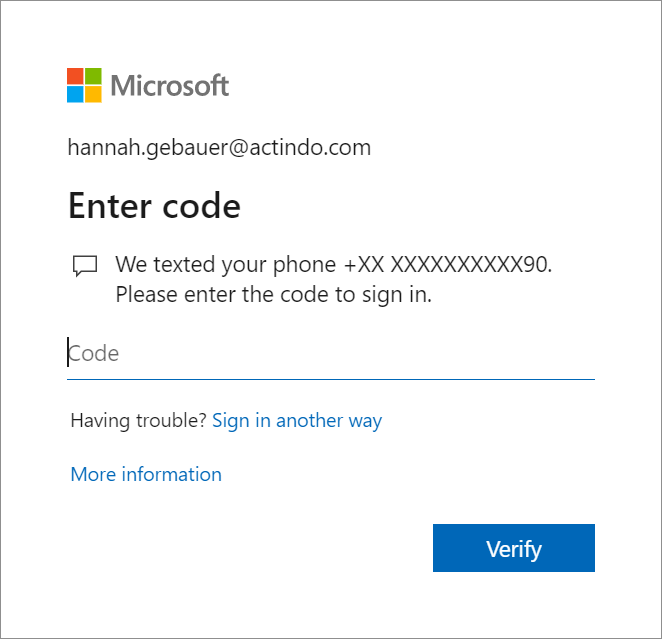 Microsoft
hannah.gebauer@actindo.com
Enter code
We texted your phone +XX XXXXXXXXXX90.
Please enter the code to sign in.
Code
Having trouble? Sign in another way
More information
Verify